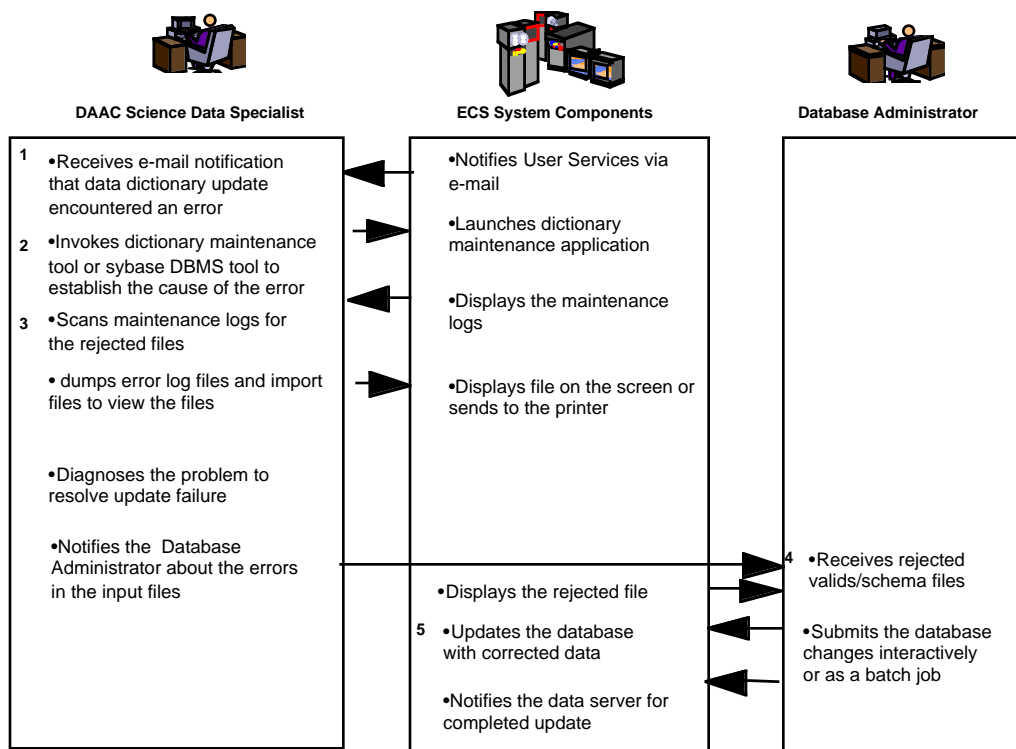 DAAC Science Data Specialist
ECS System Components
Database Administrator
1
•Receives e-mail notification
that data dictionary update
encountered an error
2
•Invokes dictionary maintenance
tool or sybase DBMS tool to
establish the cause of the error
3
•Scans maintenance logs for
the rejected files
• dumps error log files and import
files to view the files
•Diagnoses the problem to
resolve update failure
•Notifies the Database
Administrator about the errors
in the input files
•Notifies User Services via
e-mail
•Launches dictionary
maintenance application
•Displays the maintenance
logs
•Displays file on the screen or
sends to the printer
•Displays the rejected file
5
•Updates the database
with corrected data
•Notifies the data server for
completed update
4
•Receives rejected
valids/schema files
•Submits the database
changes interactively
or as a batch job